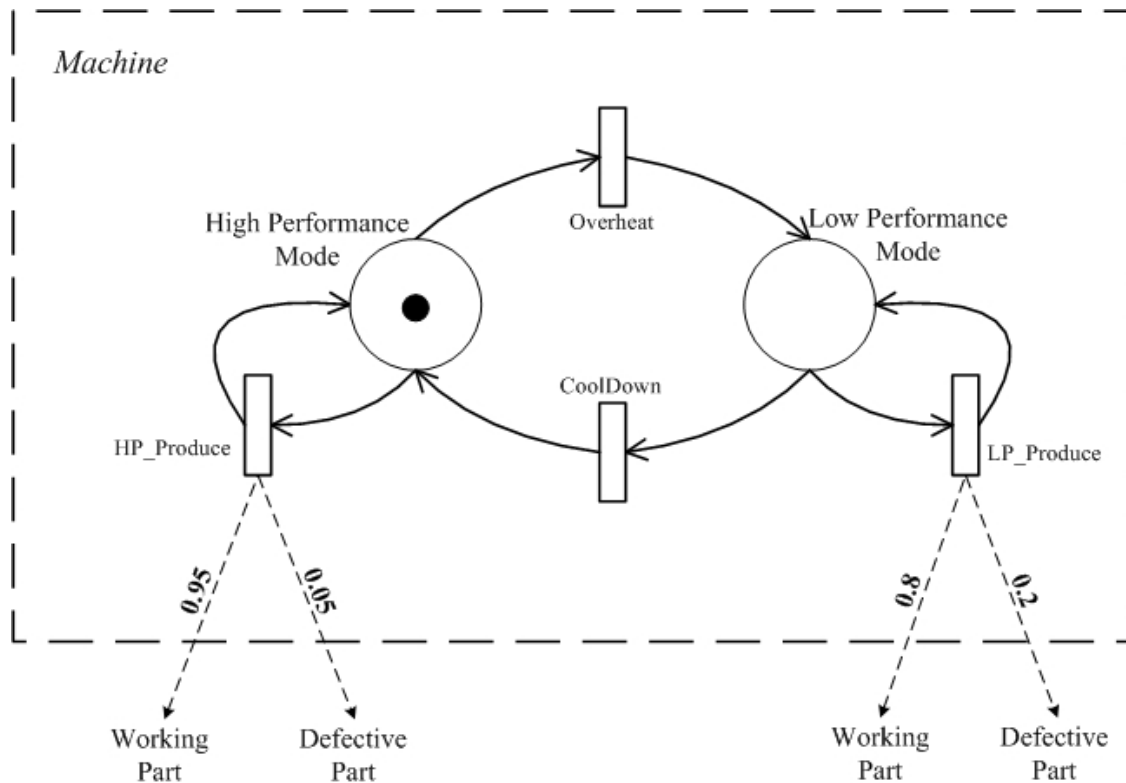 Machine
Overheat
High Performance
Mode
Low Performance
Mode
CoolDown
HP_Produce
LP_Produce
0.95
0.05
0.8
0.2
Working
Part
Defective
Part
Working
Part
Defective
Part